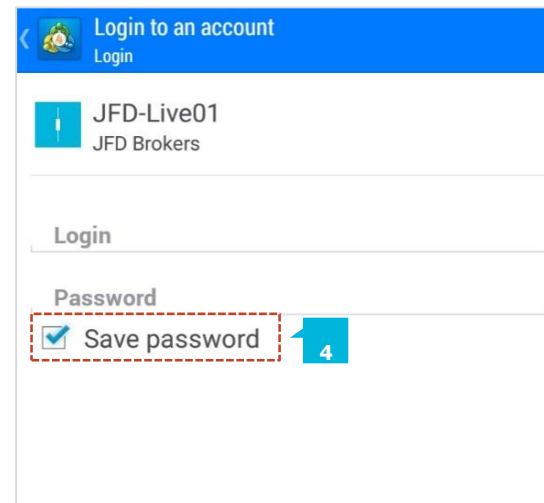 Login to an account
Login
JFD-Live01
JFD Brokers
Login
Password
Save password
4